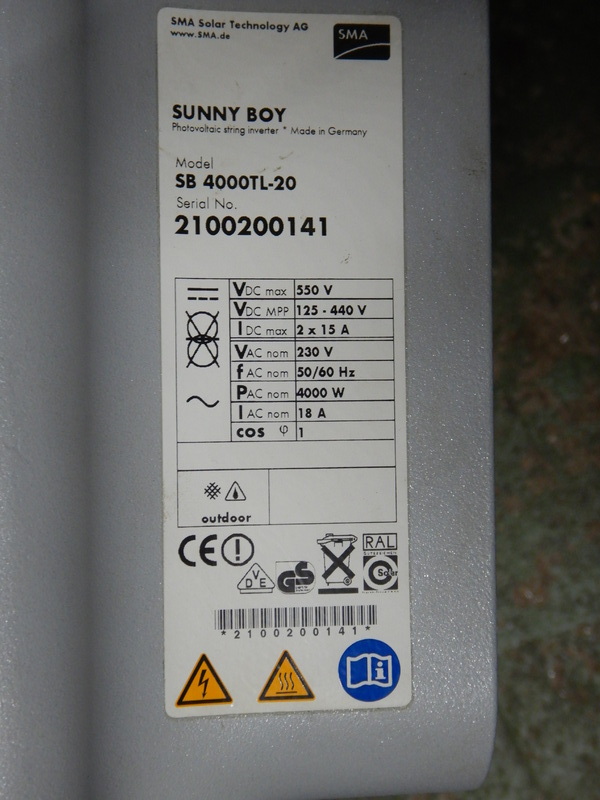 SMA Solar Technology AG
www.SMA.de
SMA
SUNNY BOY
Photovoltaic string inverter * Made in Germany
Model
SB 4000TL-20
Serial No.
2100200141
VDC max 550 V
VDC MPP 125 - 440 V
IDC max 2 x 15 A
VAC nom 230 V
fAC nom 50/60 Hz
PAC nom 4000 W
IAC nom 18 A
cos φ 1
outdoor
CE
RAL
DVE
GS
Solar
*2100200141*
i